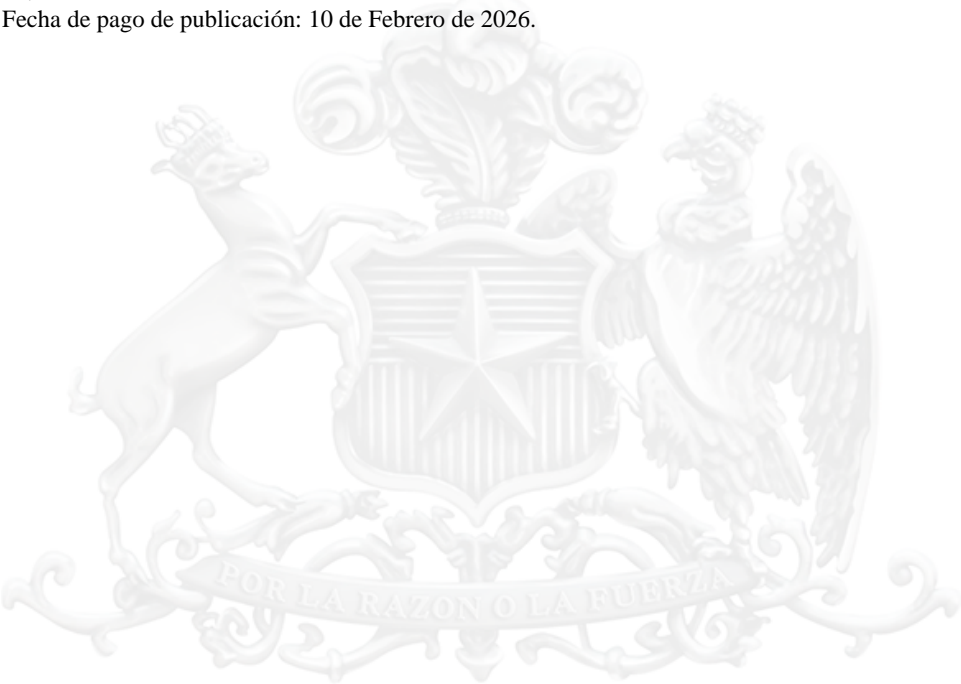 Fecha de pago de publicación: 10 de Febrero de 2026.
POR LA RAZON O LA FUERZA